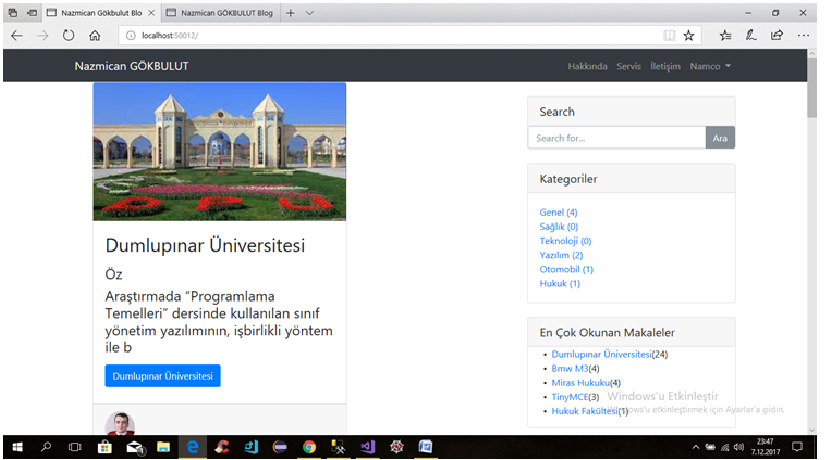 Nazmican Gökbulut Blo
Nazmican GÖKBULUT Blog
localhost:50012/
Nazmican GÖKBULUT
Hakkında Servis İletişim Namco
Dumlupınar Üniversitesi
Öz
Araştırmada “Programlama
Temelleri” dersinde kullanılan sınıf
yönetim yazılımının, işbirlikli yöntem
ile b
Dumlupınar Üniversitesi
Search
Search for... Ara
Kategoriler
Genel (4)
Sağlık (0)
Teknoloji (0)
Yazılım (2)
Otomobil (1)
Hukuk (1)
En Çok Okunan Makaleler
Dumlupınar Üniversitesi(24)
Bmw M3(4)
Miras Hukuku(4)
TinyMCE(3)
Hukuk Fakültesi(1)
Windows'u Etkinleştir
Windows'u etkinleştirmek için Ayarlar'a gidin.
23:47
7.12.2017